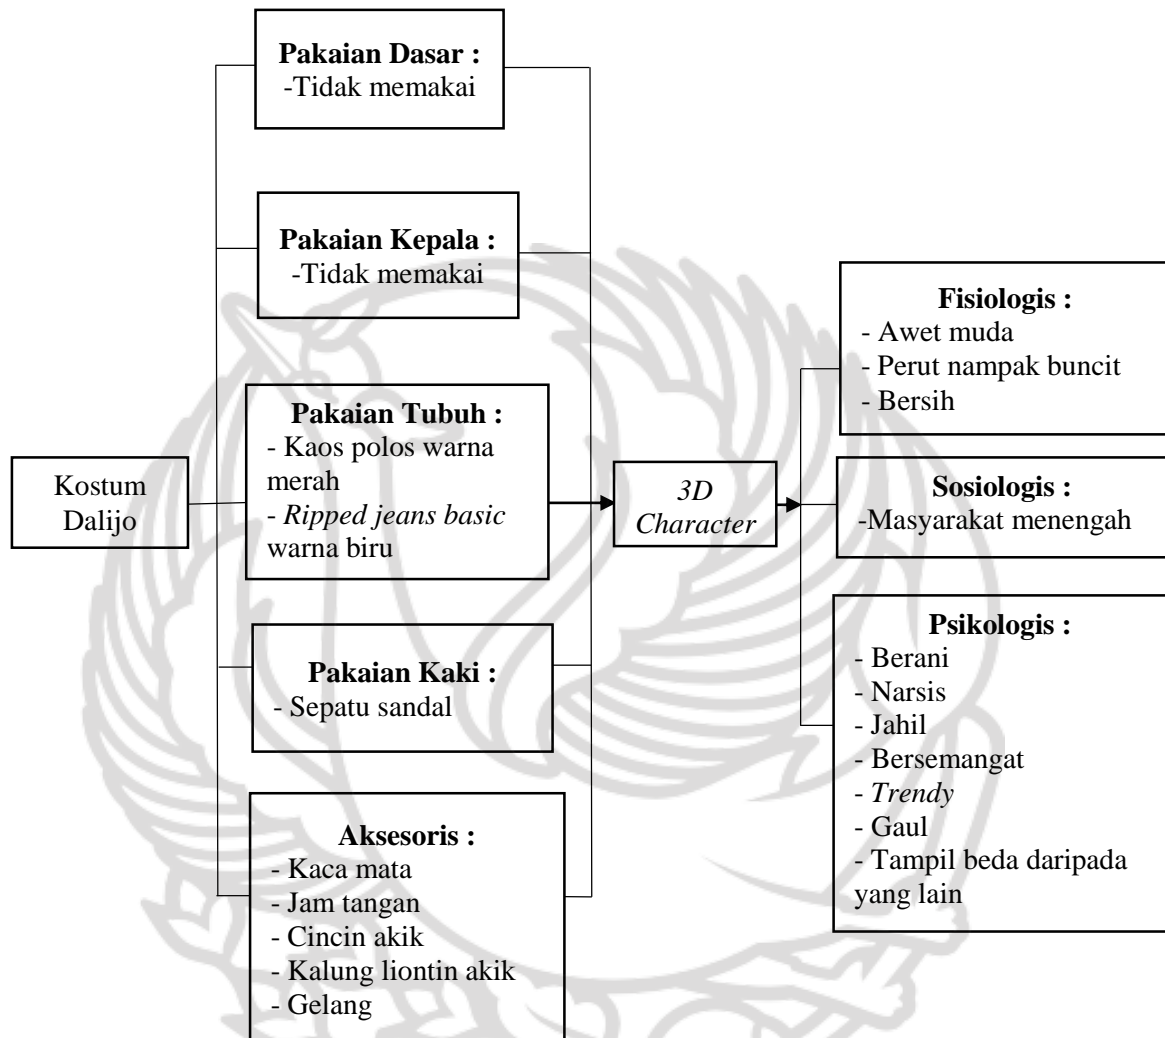 Kostum
Dalijo
Pakaian Dasar :
-Tidak memakai
Pakaian Kepala :
-Tidak memakai
Pakaian Tubuh :
- Kaos polos warna
merah
- Ripped jeans basic
warna biru
Pakaian Kaki :
- Sepatu sandal
Aksesoris :
- Kaca mata
- Jam tangan
- Cincin akik
- Kalung liontin akik
- Gelang
3D
Character
Fisiologis :
- Awet muda
- Perut nampak buncit
- Bersih
Sosiologis :
-Masyarakat menengah
Psikologis :
- Berani
- Narsis
- Jahil
- Bersemangat
- Trendy
- Gaul
- Tampil beda daripada
yang lain